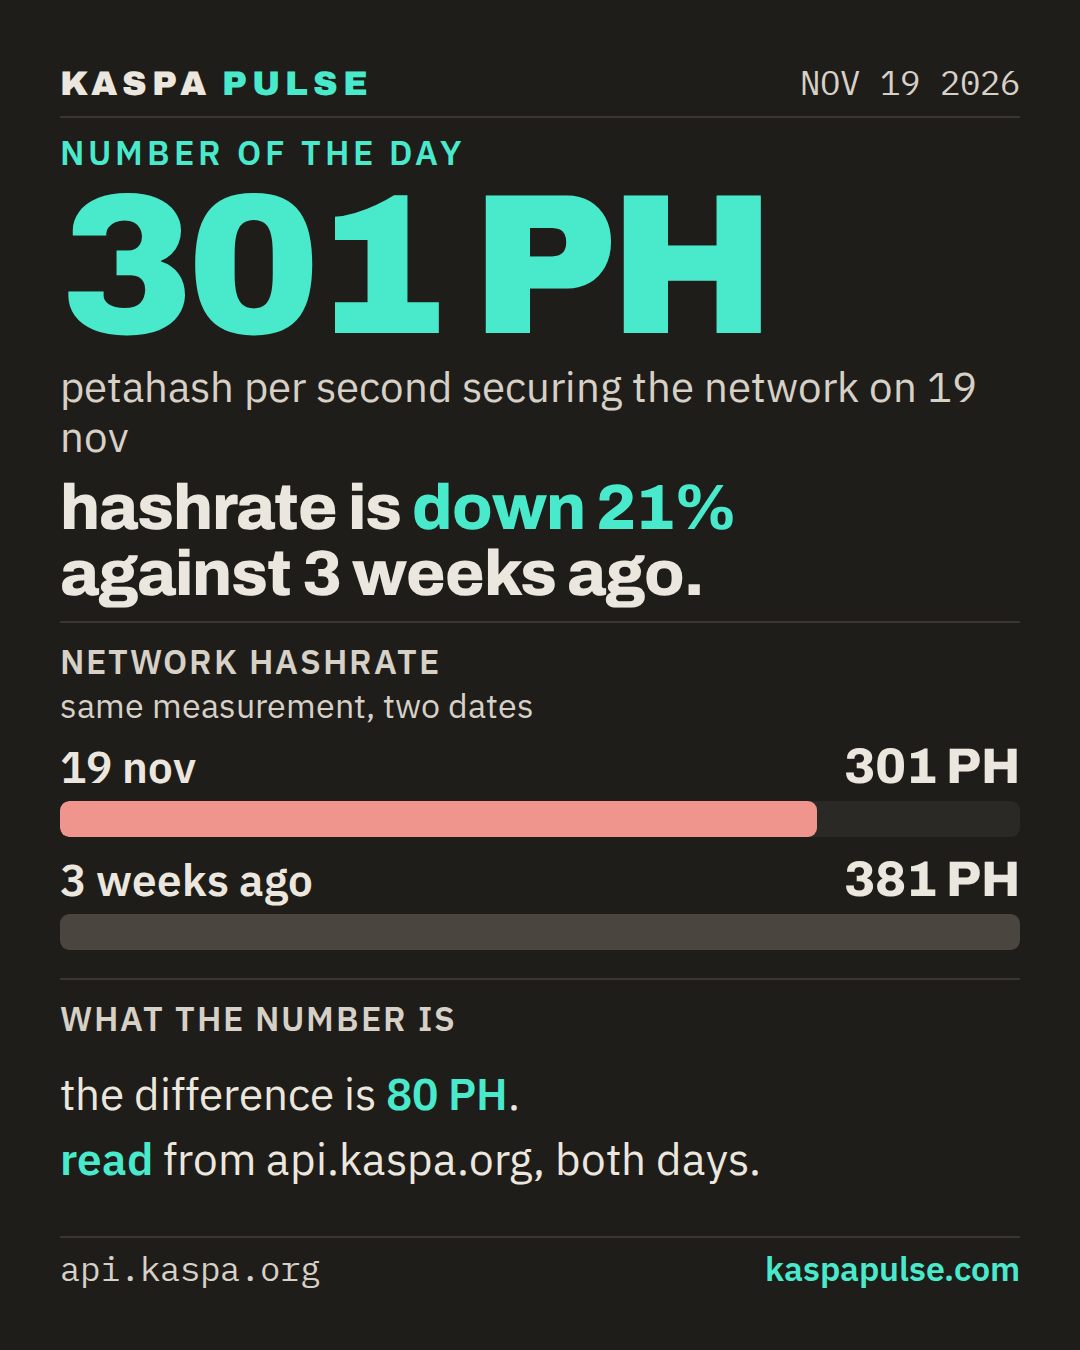 KASPA PULSE
NOV 19 2026
NUMBER OF THE DAY
301 PH
petahash per second securing the network on 19
nov
hashrate is down 21%
against 3 weeks ago.
NETWORK HASHRATE
same measurement, two dates
19 nov
301 PH
3 weeks ago
381 PH
WHAT THE NUMBER IS
the difference is 80 PH.
read from api.kaspa.org, both days.
api.kaspa.org
kaspapulse.com